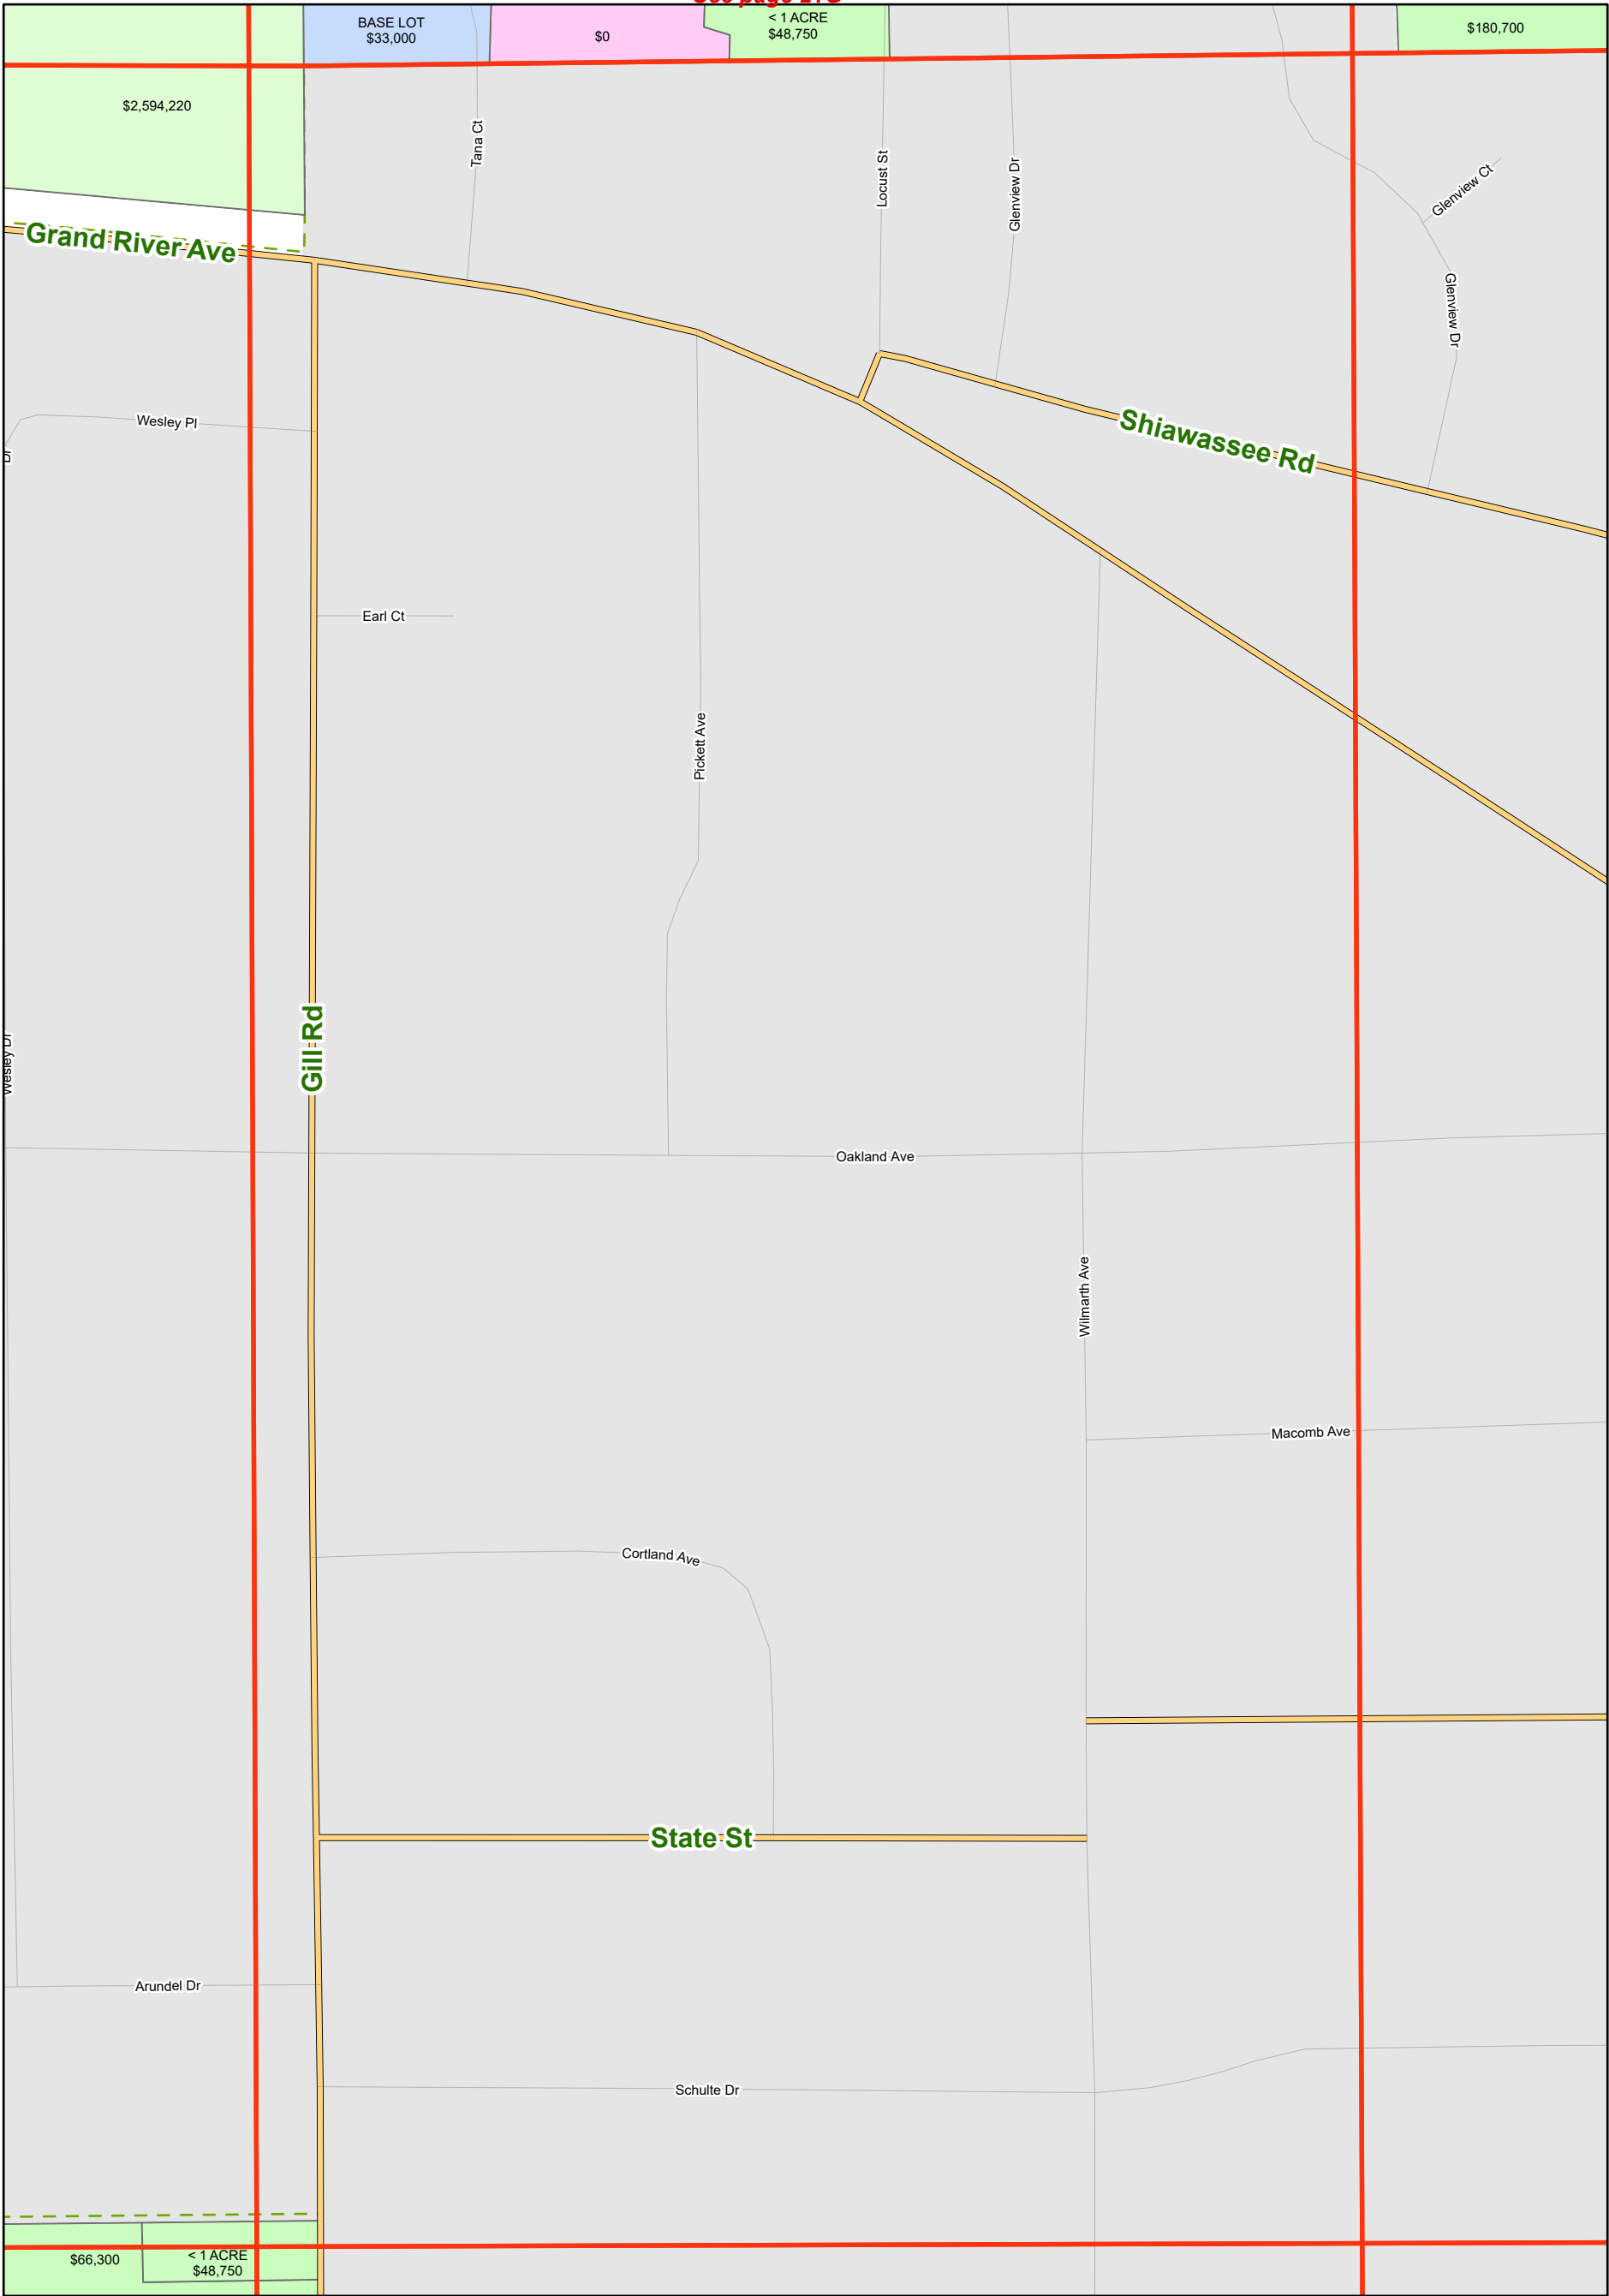 BASE LOT
$33,000
$0
< 1 ACRE
$48,750
$180,700
$2,594,220
Tana Ct
Locust St
Glenview Dr
Glenview Ct
Grand River Ave
Glenview Dr
Wesley Pl
Dr
Shiawassee Rd
Earl Ct
Pickett Ave
Gill Rd
Wesley Dr
Oakland Ave
Wilmarth Ave
Macomb Ave
Cortland Ave
State St
Arundel Dr
Schulte Dr
$66,300
< 1 ACRE
$48,750